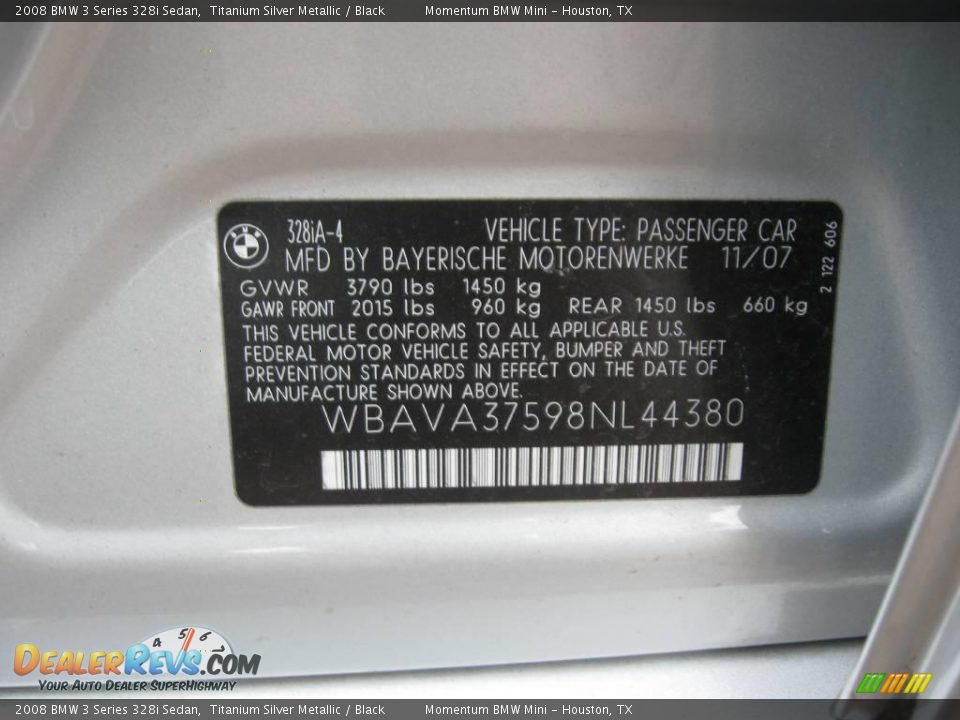 2008 BMW 3 Series 328i Sedan, Titanium Silver Metallic / Black Momentum BMW Mini - Houston, TX
328iA-4 VEHICLE TYPE: PASSENGER CAR
MFD BY BAYERISCHE MOTORENWERKE 11/07
GVWR 3790 lbs 1450 kg
GAWR FRONT 2015 lbs 960 kg REAR 1450 lbs 660 kg
THIS VEHICLE CONFORMS TO ALL APPLICABLE U.S.
FEDERAL MOTOR VEHICLE SAFETY, BUMPER AND THEFT
PREVENTION STANDARDS IN EFFECT ON THE DATE OF
MANUFACTURE SHOWN ABOVE.
WBAVA37598NL44380
2 122 606
4 5 6 7
DEALERREVS.COM
YOUR AUTO DEALER SUPERHIGHWAY
2008 BMW 3 Series 328i Sedan, Titanium Silver Metallic / Black Momentum BMW Mini - Houston, TX